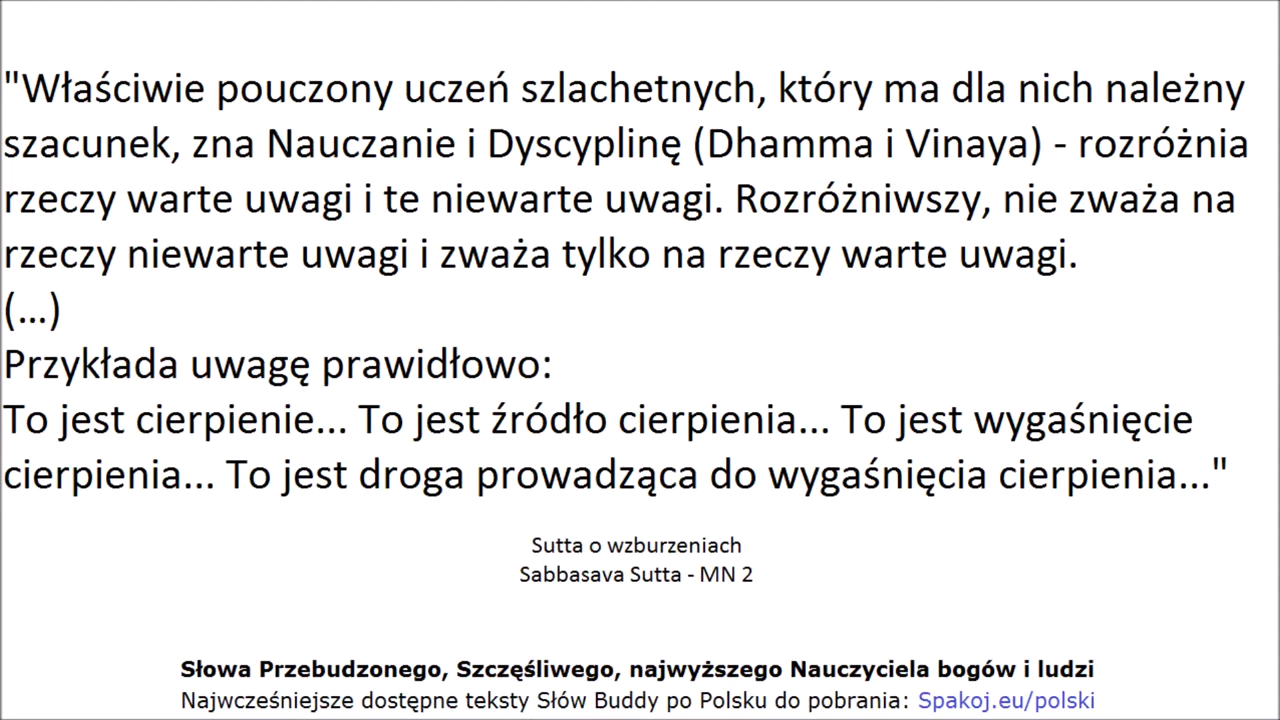 "Właściwie pouczony uczeń szlachetnych, który ma dla nich należny
szacunek, zna Nauczanie i Dyscyplinę (Dhamma i Vinaya) - rozróżnia
rzeczy warte uwagi i te niewarte uwagi. Rozróżniwszy, nie zważa na
rzeczy niewarte uwagi i zważa tylko na rzeczy warte uwagi.
(...)
Przykłada uwagę prawidłowo:
To jest cierpienie... To jest źródło cierpienia... To jest wygaśnięcie
cierpienia... To jest droga prowadząca do wygaśnięcia cierpienia..."
Sutta o wzburzeniach
Sabbasava Sutta - MN 2
Słowa Przebudzonego, Szczęśliwego, najwyższego Nauczyciela bogów i ludzi
Najwcześniejsze dostępne teksty Słów Buddy po Polsku do pobrania: Spakoj.eu/polski